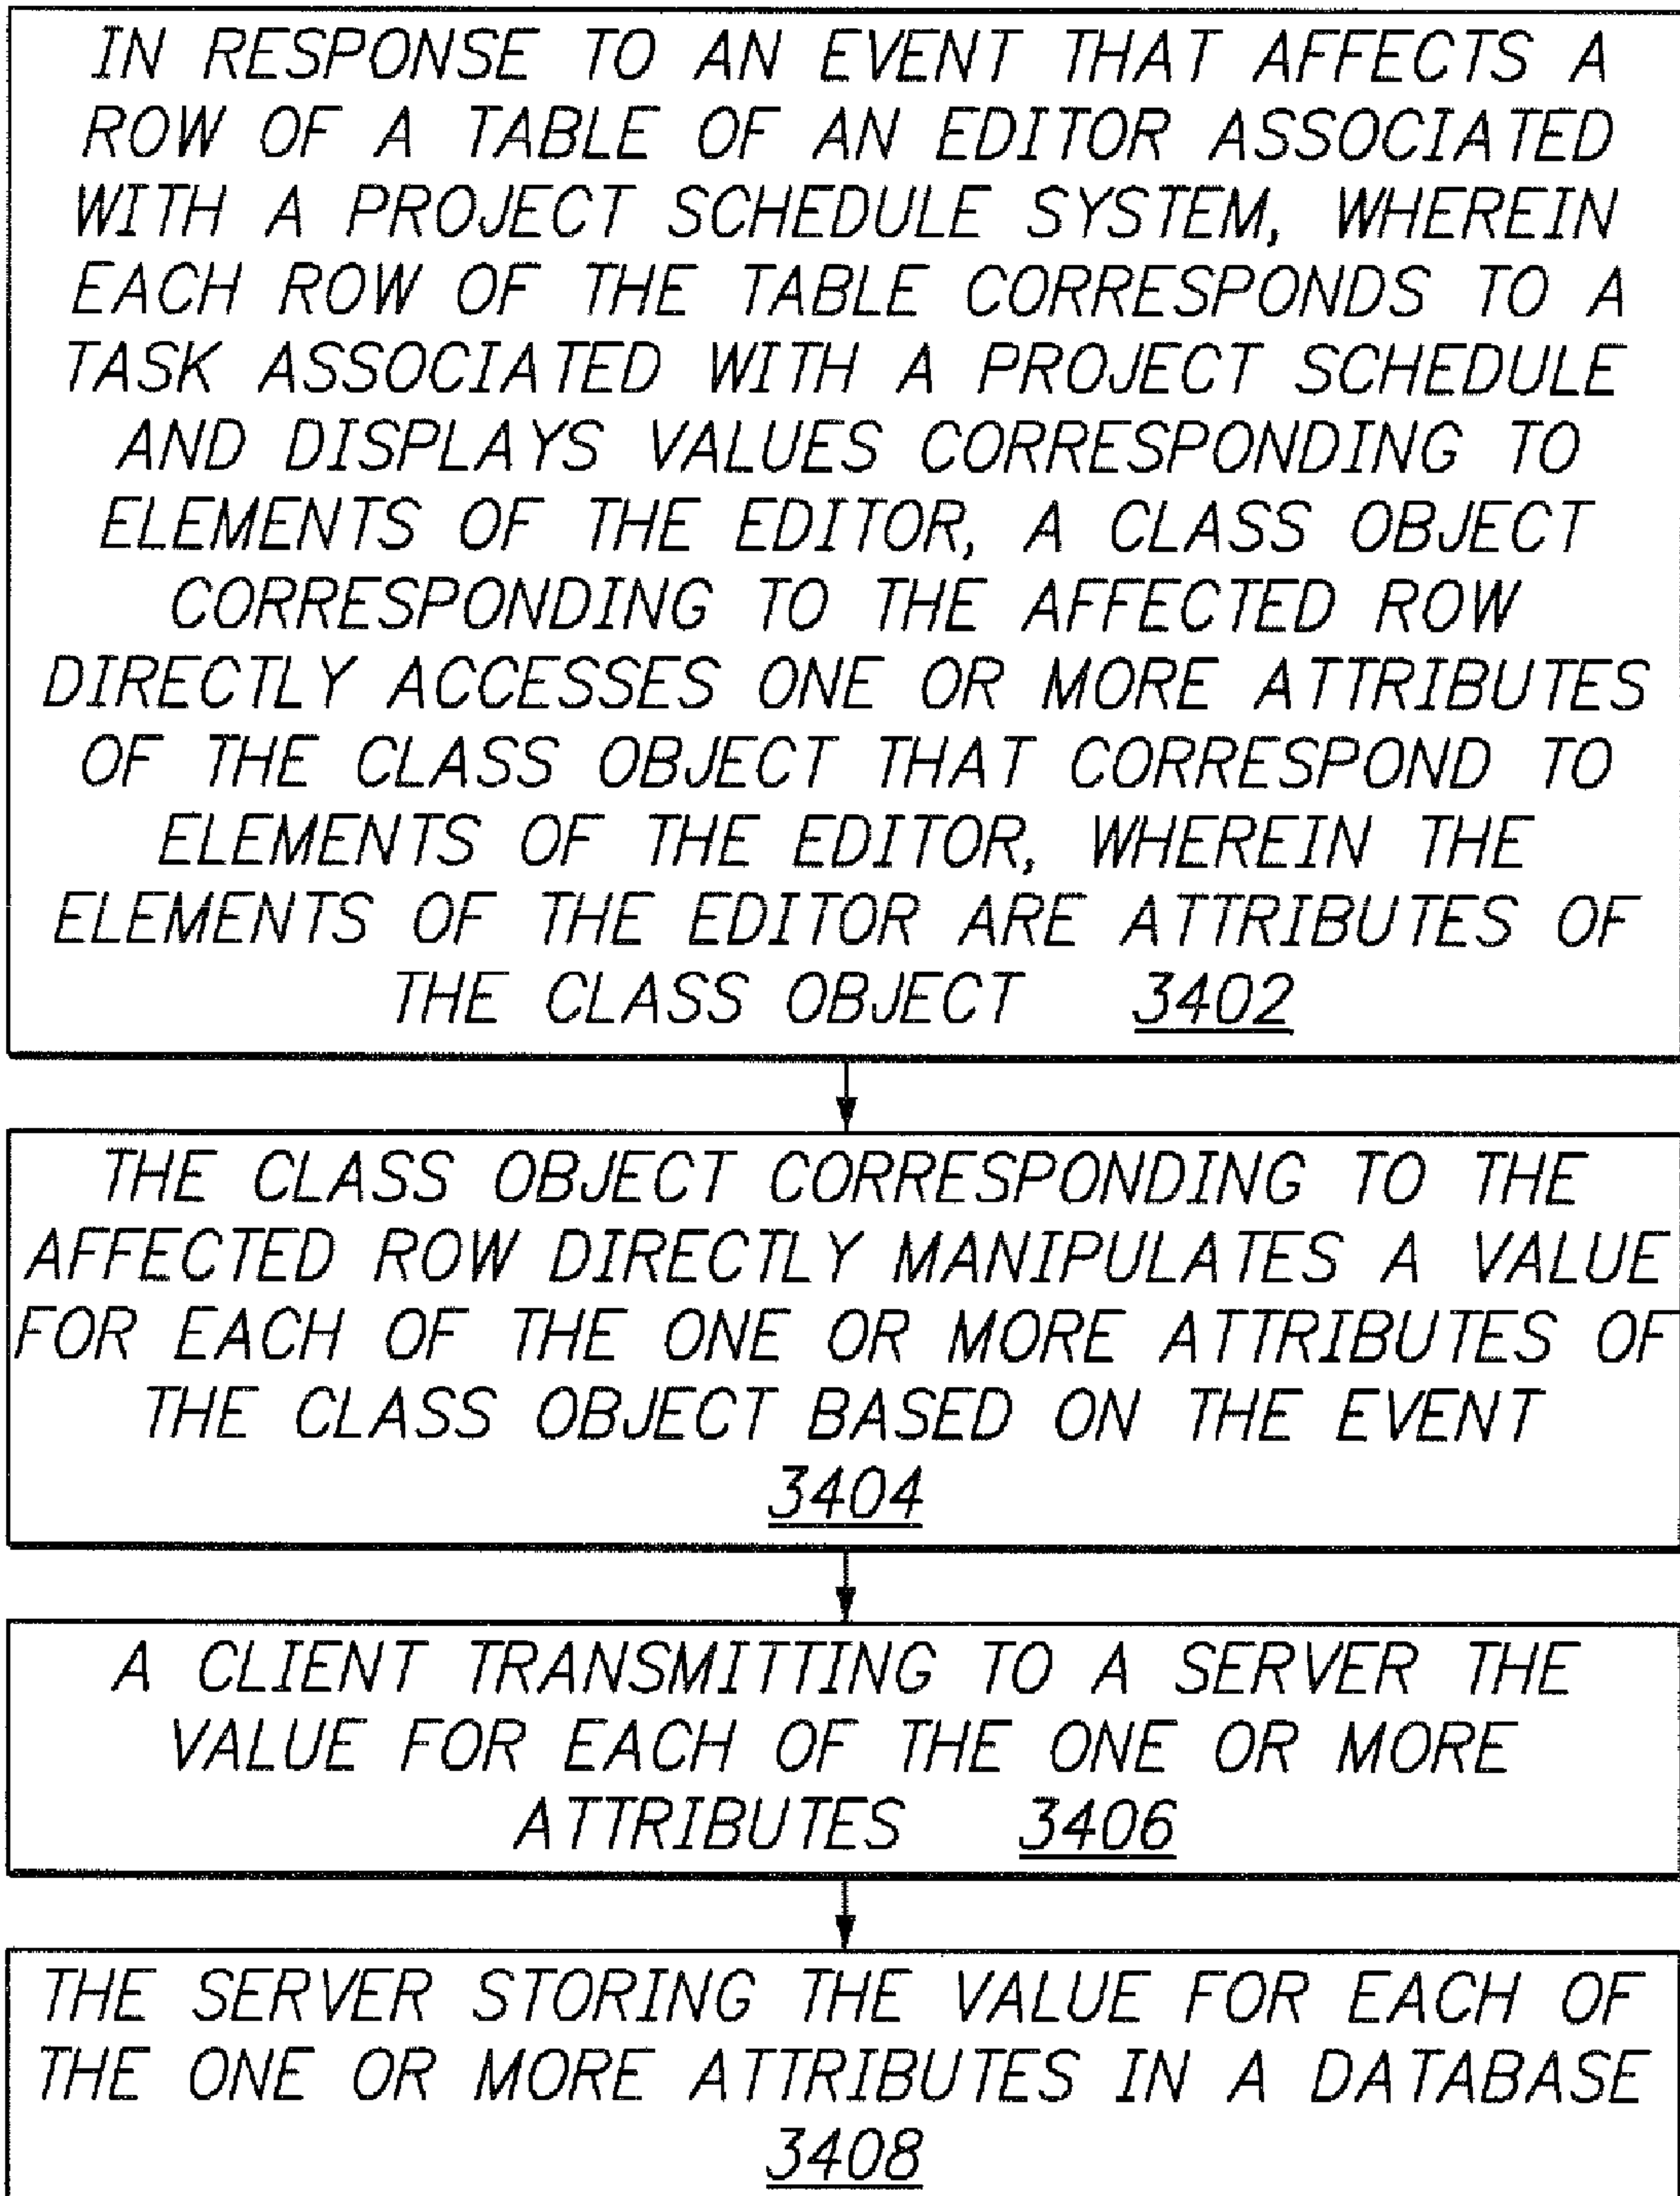 IN RESPONSE TO AN EVENT THAT AFFECTS A
ROW OF A TABLE OF AN EDITOR ASSOCIATED
WITH A PROJECT SCHEDULE SYSTEM, WHEREIN
EACH ROW OF THE TABLE CORRESPONDS TO A
TASK ASSOCIATED WITH A PROJECT SCHEDULE
AND DISPLAYS VALUES CORRESPONDING TO
ELEMENTS OF THE EDITOR, A CLASS OBJECT
CORRESPONDING TO THE AFFECTED ROW
DIRECTLY ACCESSES ONE OR MORE ATTRIBUTES
OF THE CLASS OBJECT THAT CORRESPOND TO
ELEMENTS OF THE EDITOR, WHEREIN THE
ELEMENTS OF THE EDITOR ARE ATTRIBUTES OF
THE CLASS OBJECT 3402
THE CLASS OBJECT CORRESPONDING TO THE
AFFECTED ROW DIRECTLY MANIPULATES A VALUE
FOR EACH OF THE ONE OR MORE ATTRIBUTES OF
THE CLASS OBJECT BASED ON THE EVENT
3404
A CLIENT TRANSMITTING TO A SERVER THE
VALUE FOR EACH OF THE ONE OR MORE
ATTRIBUTES 3406
THE SERVER STORING THE VALUE FOR EACH OF
THE ONE OR MORE ATTRIBUTES IN A DATABASE
3408